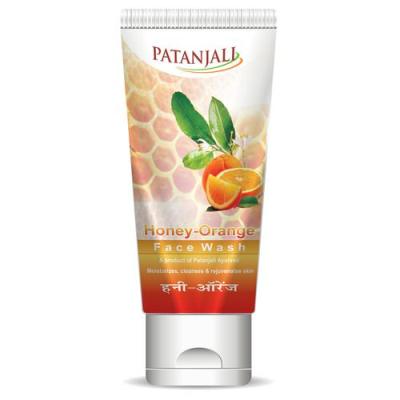 PATANJALI
Honey-Orange
Face Wash
A product of Patanjali Ayurved
Moisturizes, cleanses & rejuvenates skin
हनी-ऑरेंज